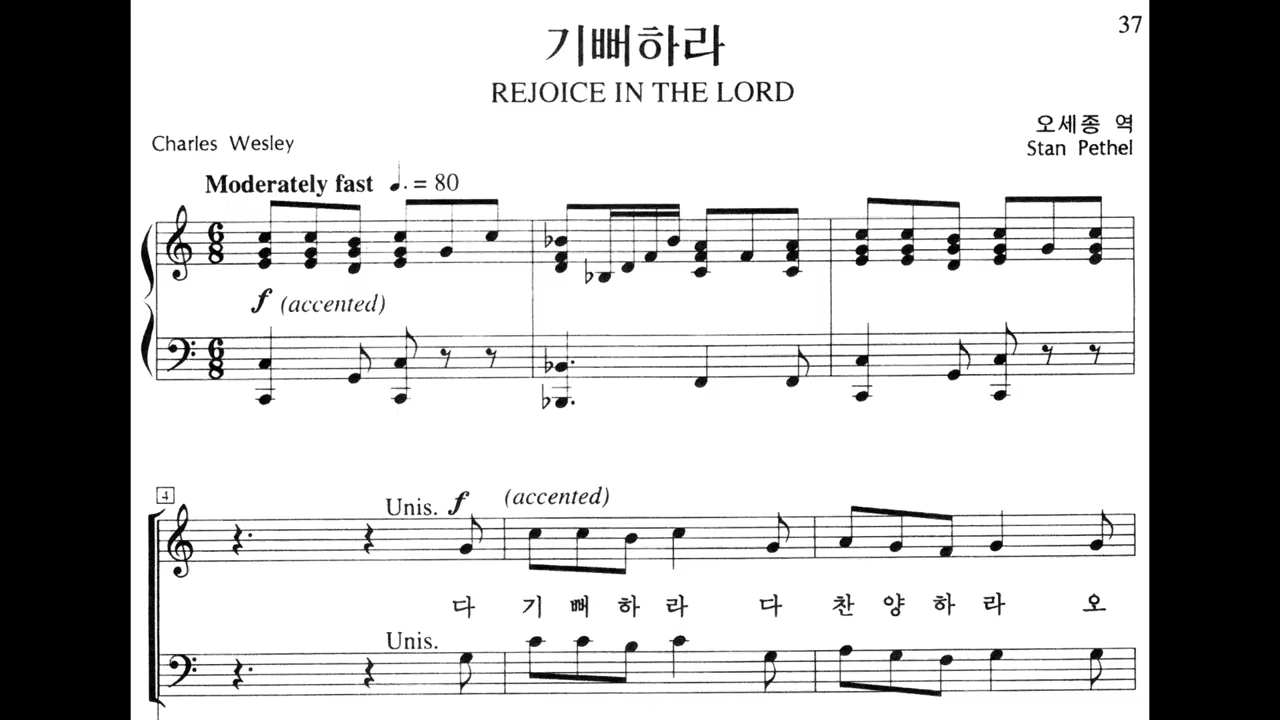 37
기뻐하라
REJOICE IN THE LORD
오세종 역
Charles Wesley
Stan Pethel
Moderately fast ♩. = 80
f (accented)
4
Unis. f (accented)
다 기 뻐 하 라 다 찬 양 하 라 오
Unis.